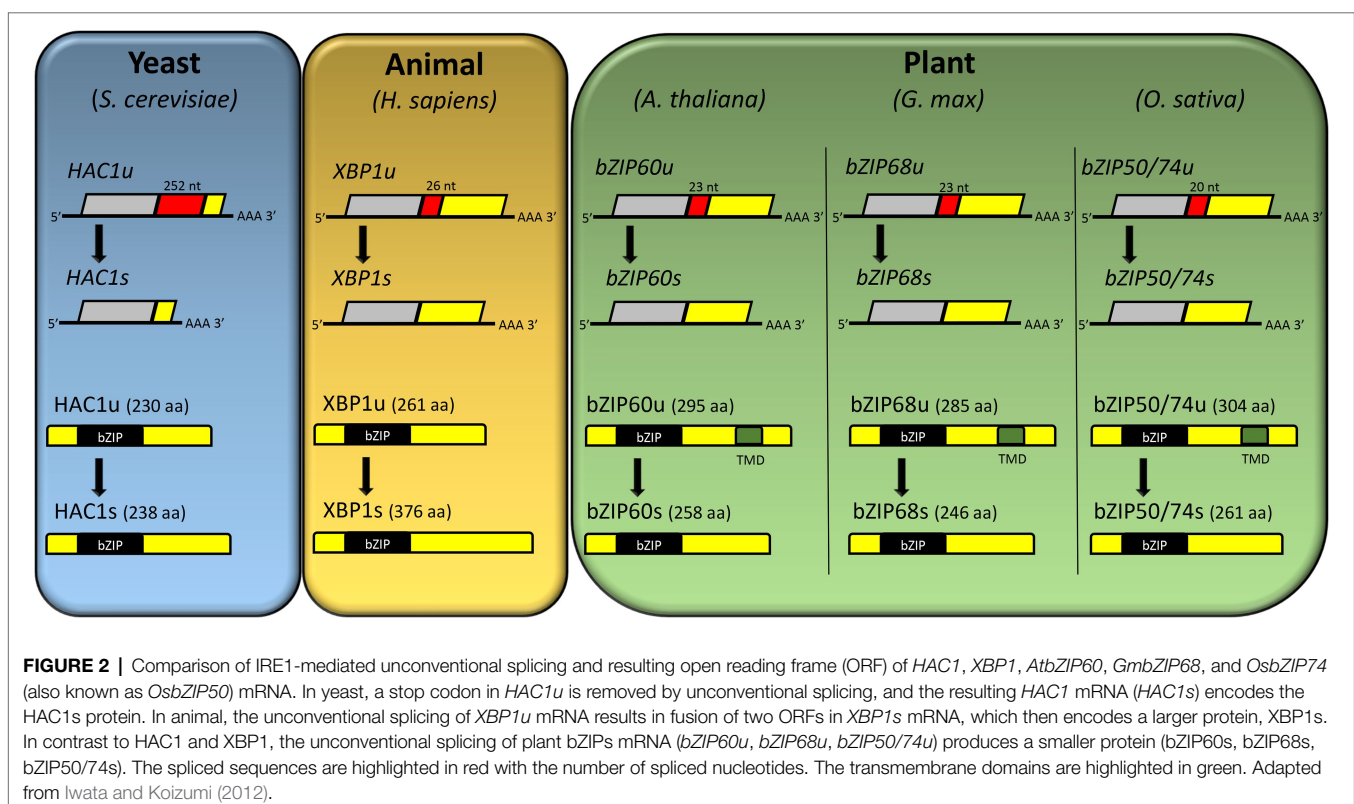 Yeast
(S. cerevisiae)
HAC1u
252 nt
5’
AAA 3’
HAC1s
5’
AAA 3’
HAC1u (230 aa)
bZIP
HAC1s (238 aa)
bZIP
Animal
(H. sapiens)
XBP1u
26 nt
5’
AAA 3’
XBP1s
5’
AAA 3’
XBP1u (261 aa)
bZIP
XBP1s (376 aa)
bZIP
Plant
(A. thaliana)
bZIP60u
23 nt
5’
AAA 3’
bZIP60s
5’
AAA 3’
bZIP60u (295 aa)
bZIP
TMD
bZIP60s (258 aa)
bZIP
(G. max)
bZIP68u
23 nt
5’
AAA 3’
bZIP68s
5’
AAA 3’
bZIP68u (285 aa)
bZIP
TMD
bZIP68s (246 aa)
bZIP
(O. sativa)
bZIP50/74u
20 nt
5’
AAA 3’
bZIP50/74s
5’
AAA 3’
bZIP50/74u (304 aa)
bZIP
TMD
bZIP50/74s (261 aa)
bZIP
FIGURE 2 | Comparison of IRE1-mediated unconventional splicing and resulting open reading frame (ORF) of HAC1, XBP1, AtbZIP60, GmbZIP68, and OsbZIP74
(also known as OsbZIP50) mRNA. In yeast, a stop codon in HAC1u is removed by unconventional splicing, and the resulting HAC1 mRNA (HAC1s) encodes the
HAC1s protein. In animal, the unconventional splicing of XBP1u mRNA results in fusion of two ORFs in XBP1s mRNA, which then encodes a larger protein, XBP1s.
In contrast to HAC1 and XBP1, the unconventional splicing of plant bZIPs mRNA (bZIP60u, bZIP68u, bZIP50/74u) produces a smaller protein (bZIP60s, bZIP68s,
bZIP50/74s). The spliced sequences are highlighted in red with the number of spliced nucleotides. The transmembrane domains are highlighted in green. Adapted
from Iwata and Koizumi (2012).